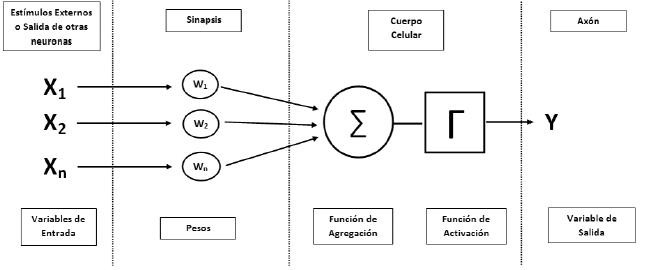 Estímulos Externos
o Salida de otras
neuronas
Sinapsis
Cuerpo
Celular
Axón
X1
W1
X2
W2
Σ
Γ
Y
Xn
Wn
Variables de
Entrada
Pesos
Función de
Agregación
Función de
Activación
Variable de
Salida